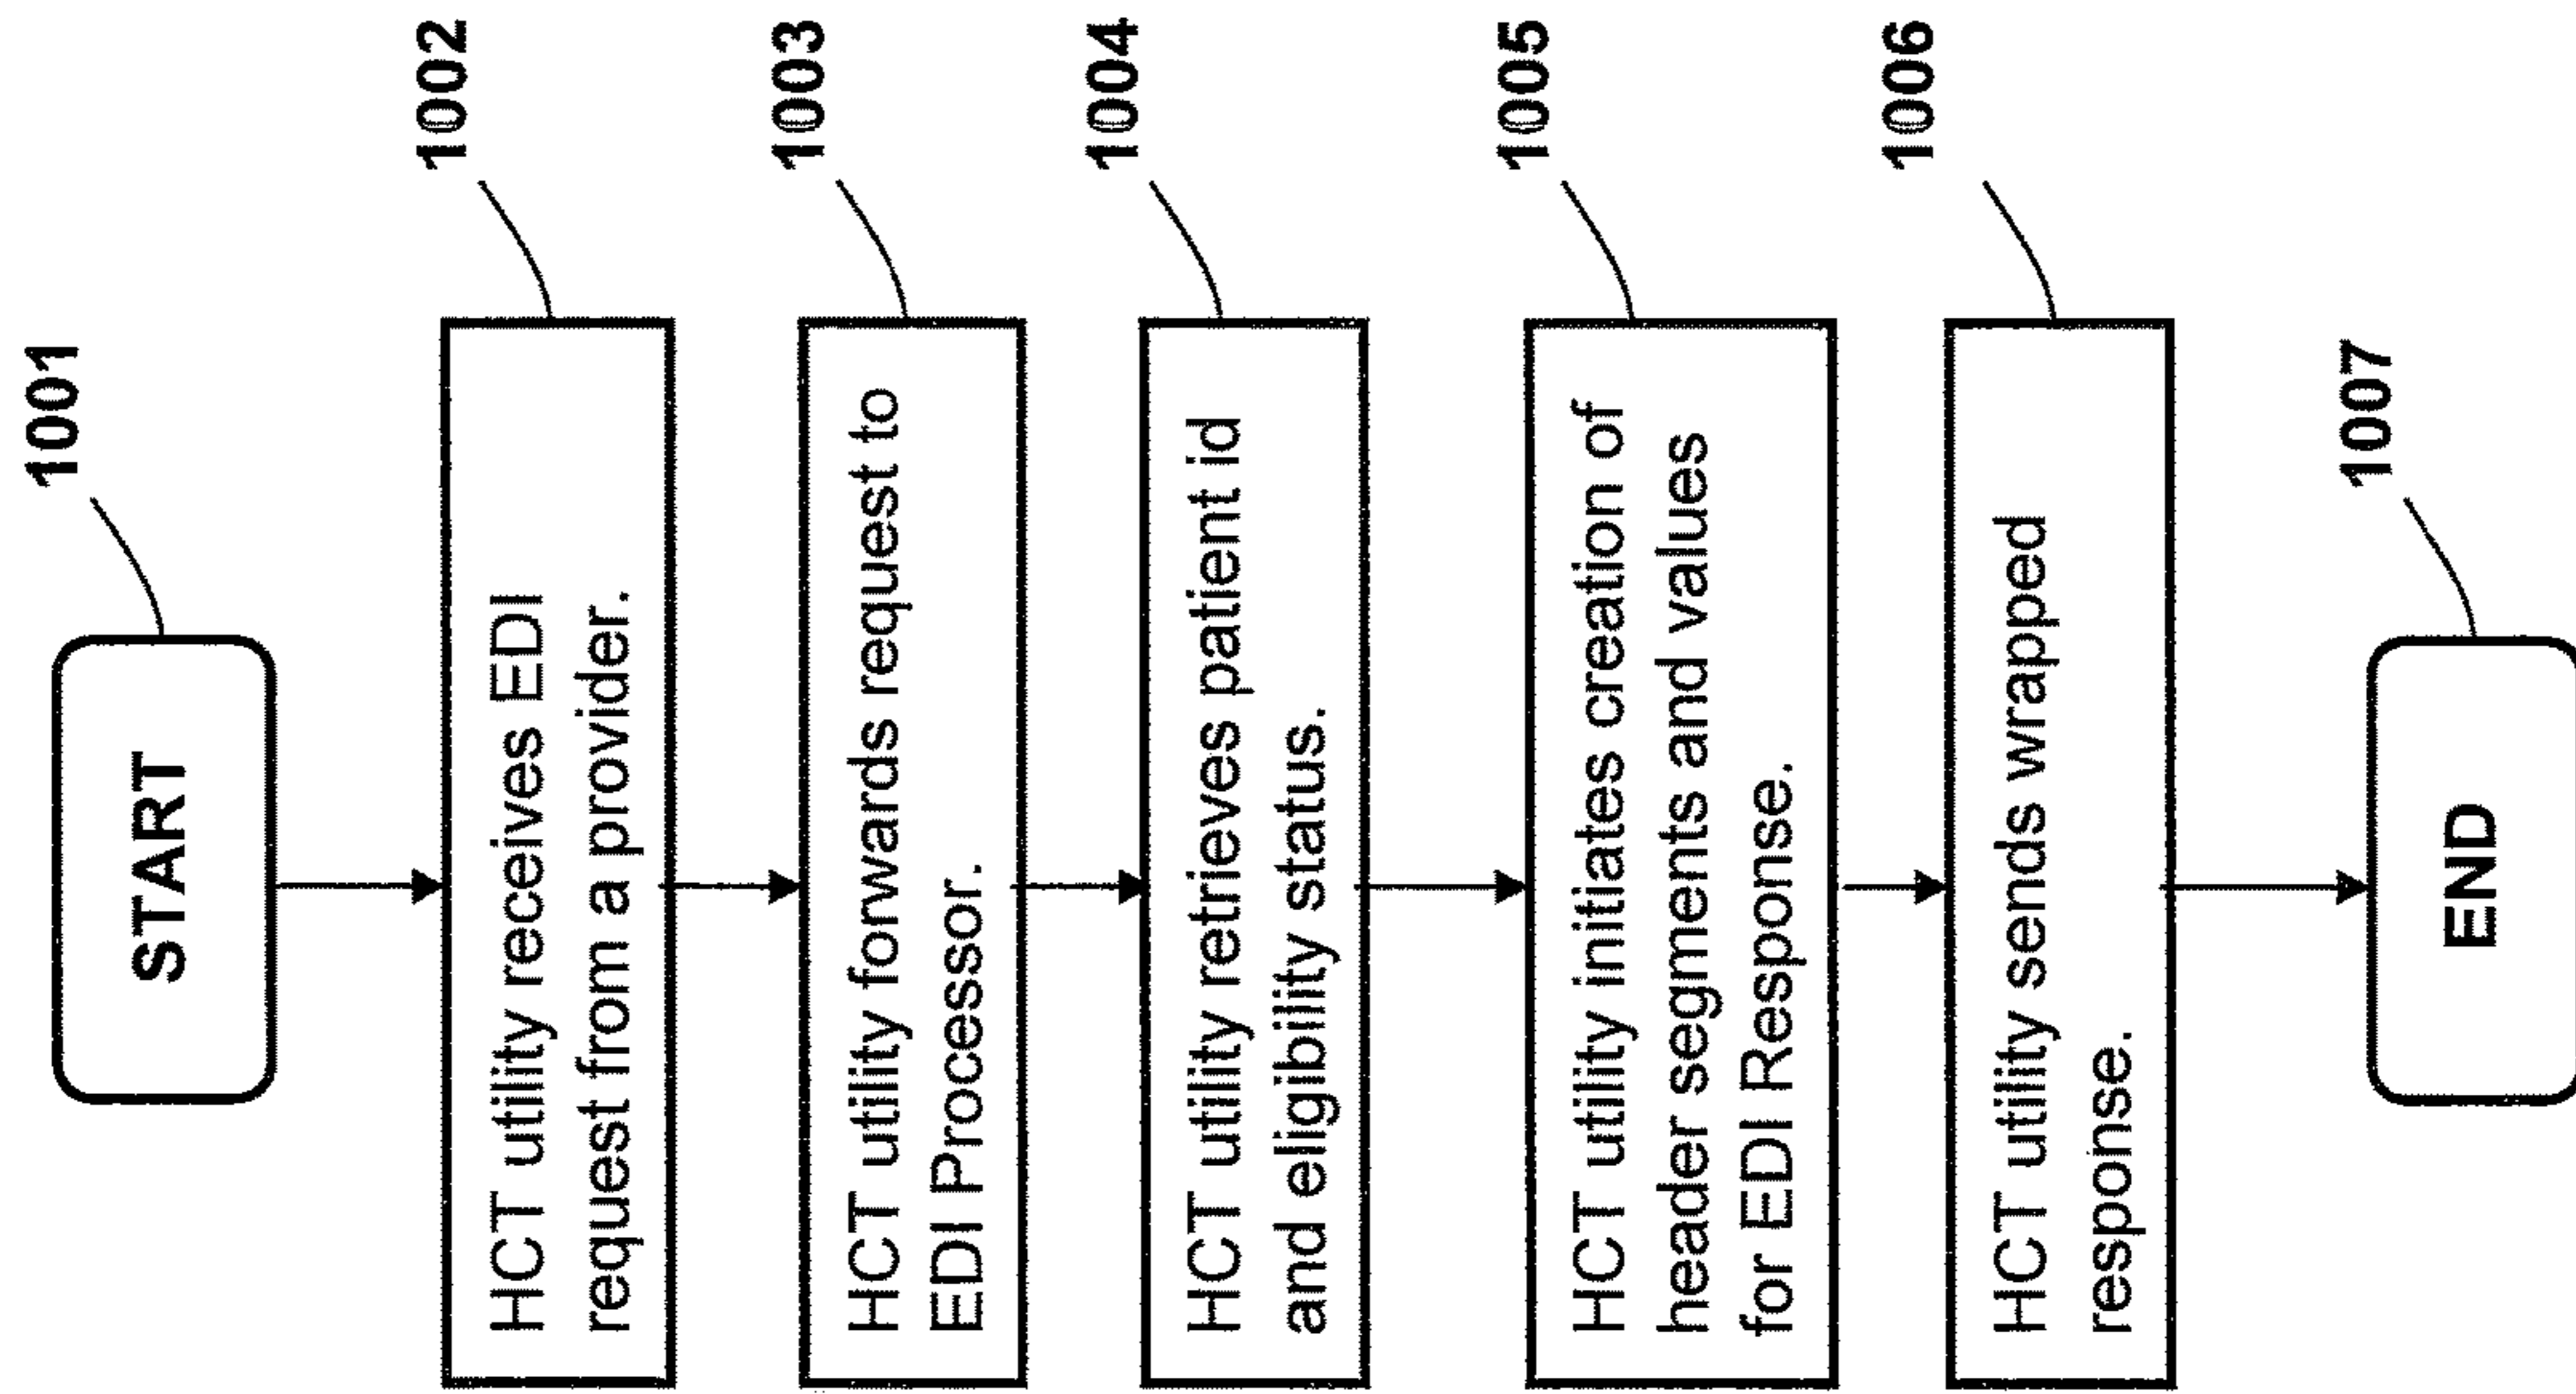 START
1001
HCT utility receives EDI
request from a provider.
1002
HCT utility forwards request to
EDI Processor.
1003
HCT utility retrieves patient id
and eligibility status.
1004
HCT utility initiates creation of
header segments and values
for EDI Response.
1005
HCT utility sends wrapped
response.
1006
END
1007